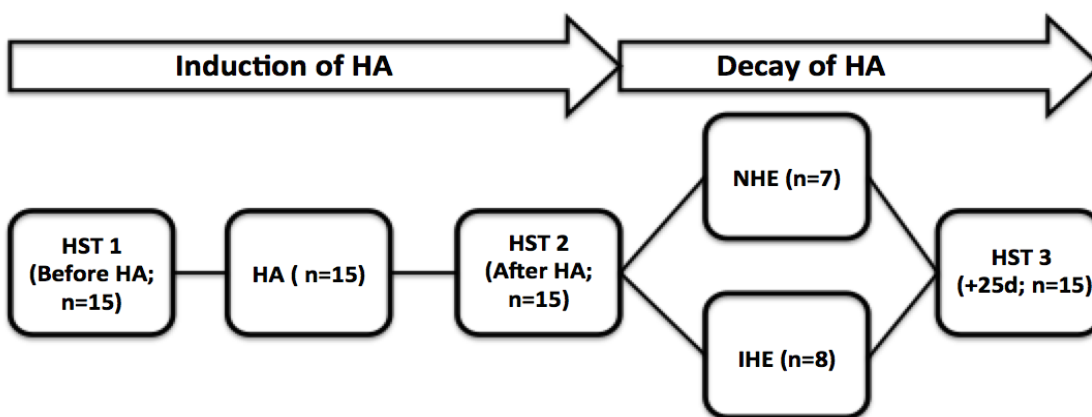 Induction of HA
Decay of HA
HST 1
(Before HA;
n=15)
HA ( n=15)
HST 2
(After HA;
n=15)
NHE (n=7)
IHE (n=8)
HST 3
(+25d; n=15)